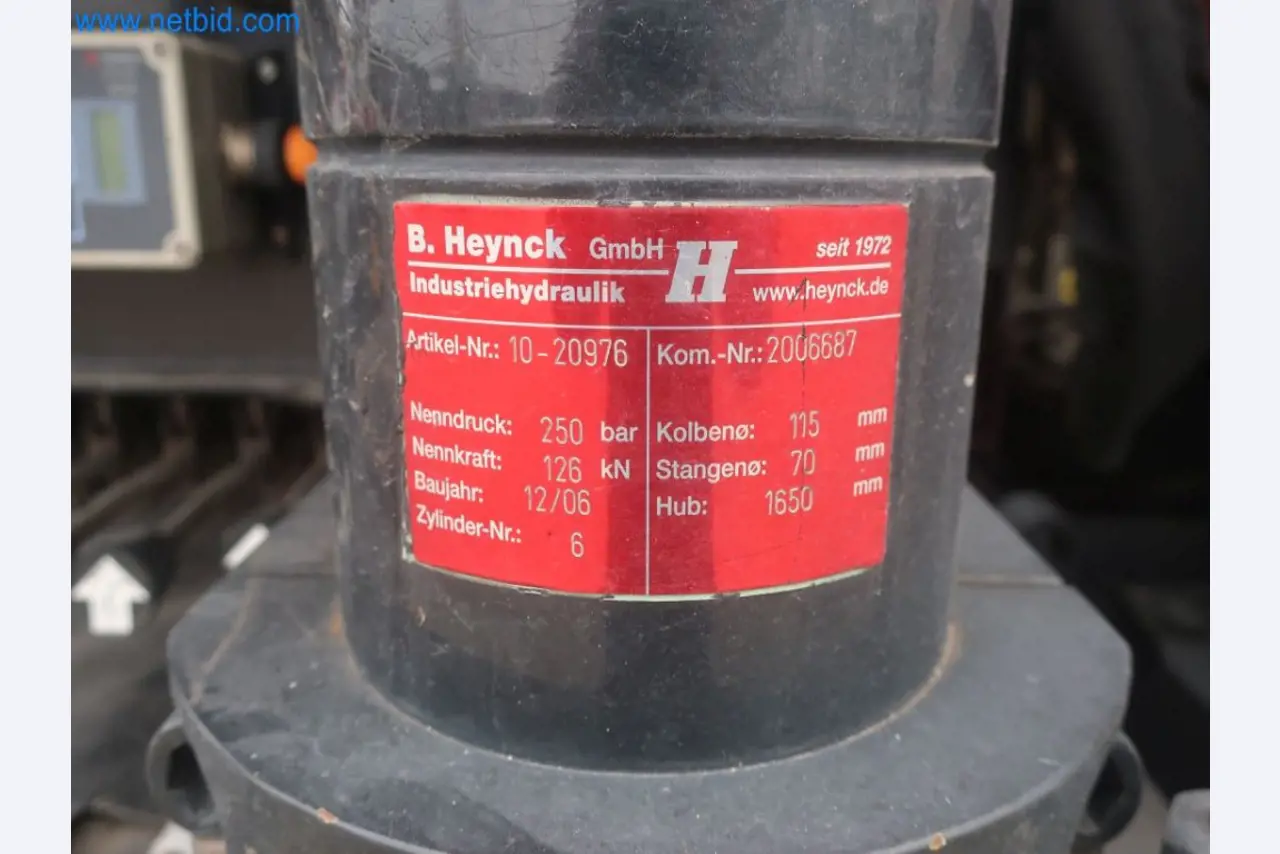 www.netbid.com
B. Heynck GmbH H seit 1972
Industriehydraulik www.heynck.de
Artikel-Nr.: 10-20976 Kom.-Nr.: 2006687
Nenndruck: 250 bar Kolbenø: 115 mm
Nennkraft: 126 kN Stangenø: 70 mm
Baujahr: 12/06 Hub: 1650 mm
Zylinder-Nr.: 6